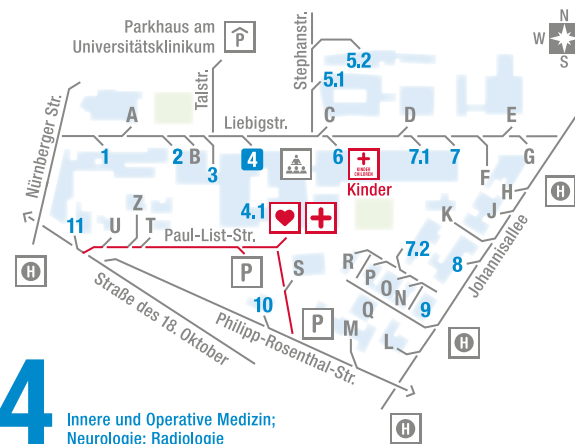 Parkhaus am
Universitätsklinikum
P
N
W
S
Stephanstr.
5.2
5.1
Talstr.
Nürnberger Str.
A
Liebigstr.
C
D
E
1
2
B
3
4
6
KINDER
CHILDREN
Kinder
7.1
7
F
G
H
H
J
K
Johannisallee
4.1
Z
11
U
T
Paul-List-Str.
H
P
S
R
P
O
N
7.2
8
9
Q
10
P
M
L
H
Straße des 18. Oktober
Philipp-Rosenthal-Str.
H
4
Innere und Operative Medizin;
Neurologie; Radiologie